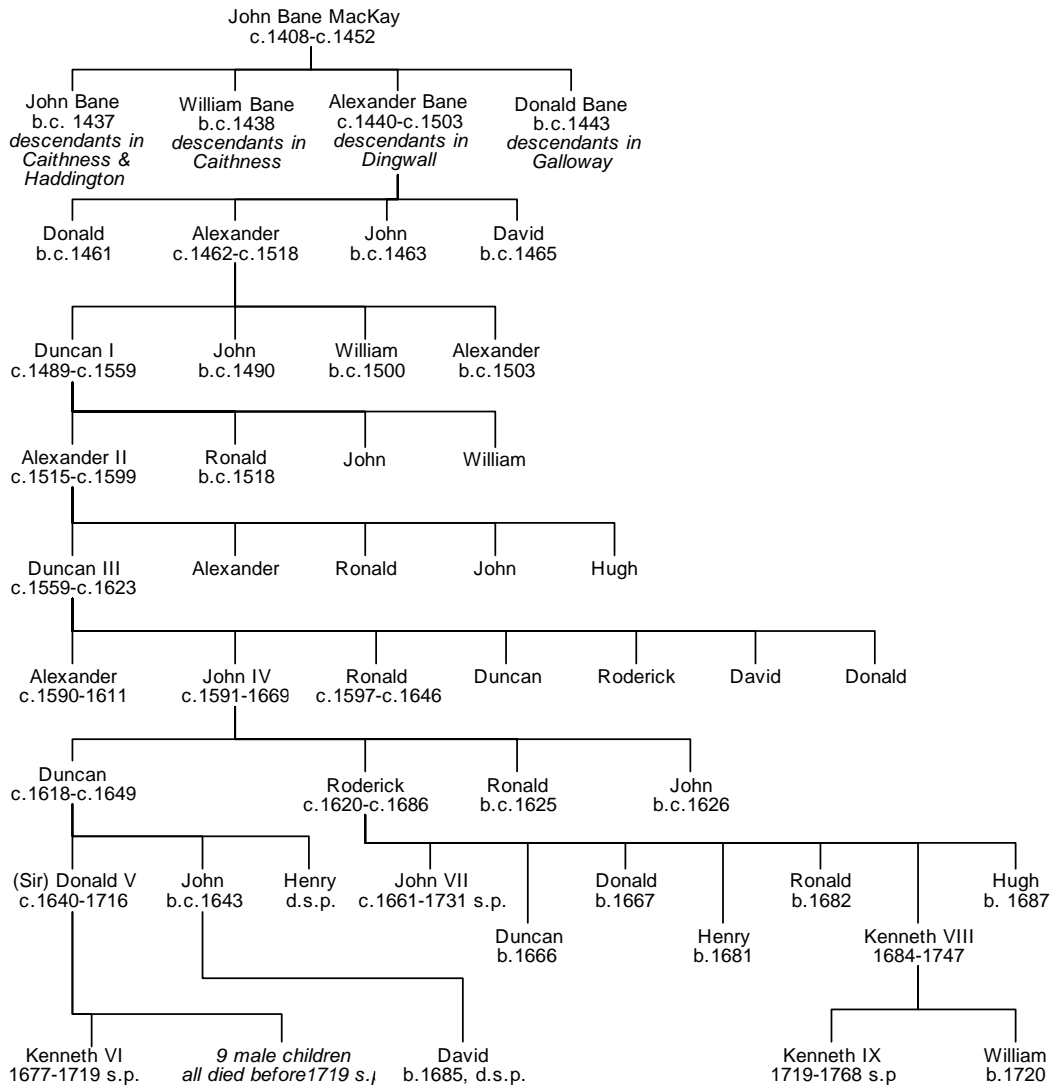 John Bane MacKay
c.1408-c.1452
John Bane
b.c. 1437
descendants in
Caithness &
Haddington
William Bane
b.c.1438
descendants in
Caithness
Alexander Bane
c.1440-c.1503
descendants in
Dingwall
Donald Bane
b.c.1443
descendants in
Galloway
Donald
b.c.1461
Alexander
c.1462-c.1518
John
b.c.1463
David
b.c.1465
Duncan I
c.1489-c.1559
John
b.c.1490
William
b.c.1500
Alexander
b.c.1503
Alexander II
c.1515-c.1599
Ronald
b.c.1518
John
William
Duncan III
c.1559-c.1623
Alexander
Ronald
John
Hugh
Alexander
c.1590-1611
John IV
c.1591-1669
Ronald
c.1597-c.1646
Duncan
Roderick
David
Donald
Duncan
c.1618-c.1649
Roderick
c.1620-c.1686
Ronald
b.c.1625
John
b.c.1626
(Sir) Donald V
c.1640-1716
John
b.c.1643
Henry
d.s.p.
John VII
c.1661-1731 s.p.
Duncan
b.1666
Donald
b.1667
Henry
b.1681
Ronald
b.1682
Kenneth VIII
1684-1747
Hugh
b. 1687
Kenneth VI
1677-1719 s.p.
9 male children
all died before1719 s.p
David
b.1685, d.s.p.
Kenneth IX
1719-1768 s.p
William
b.1720